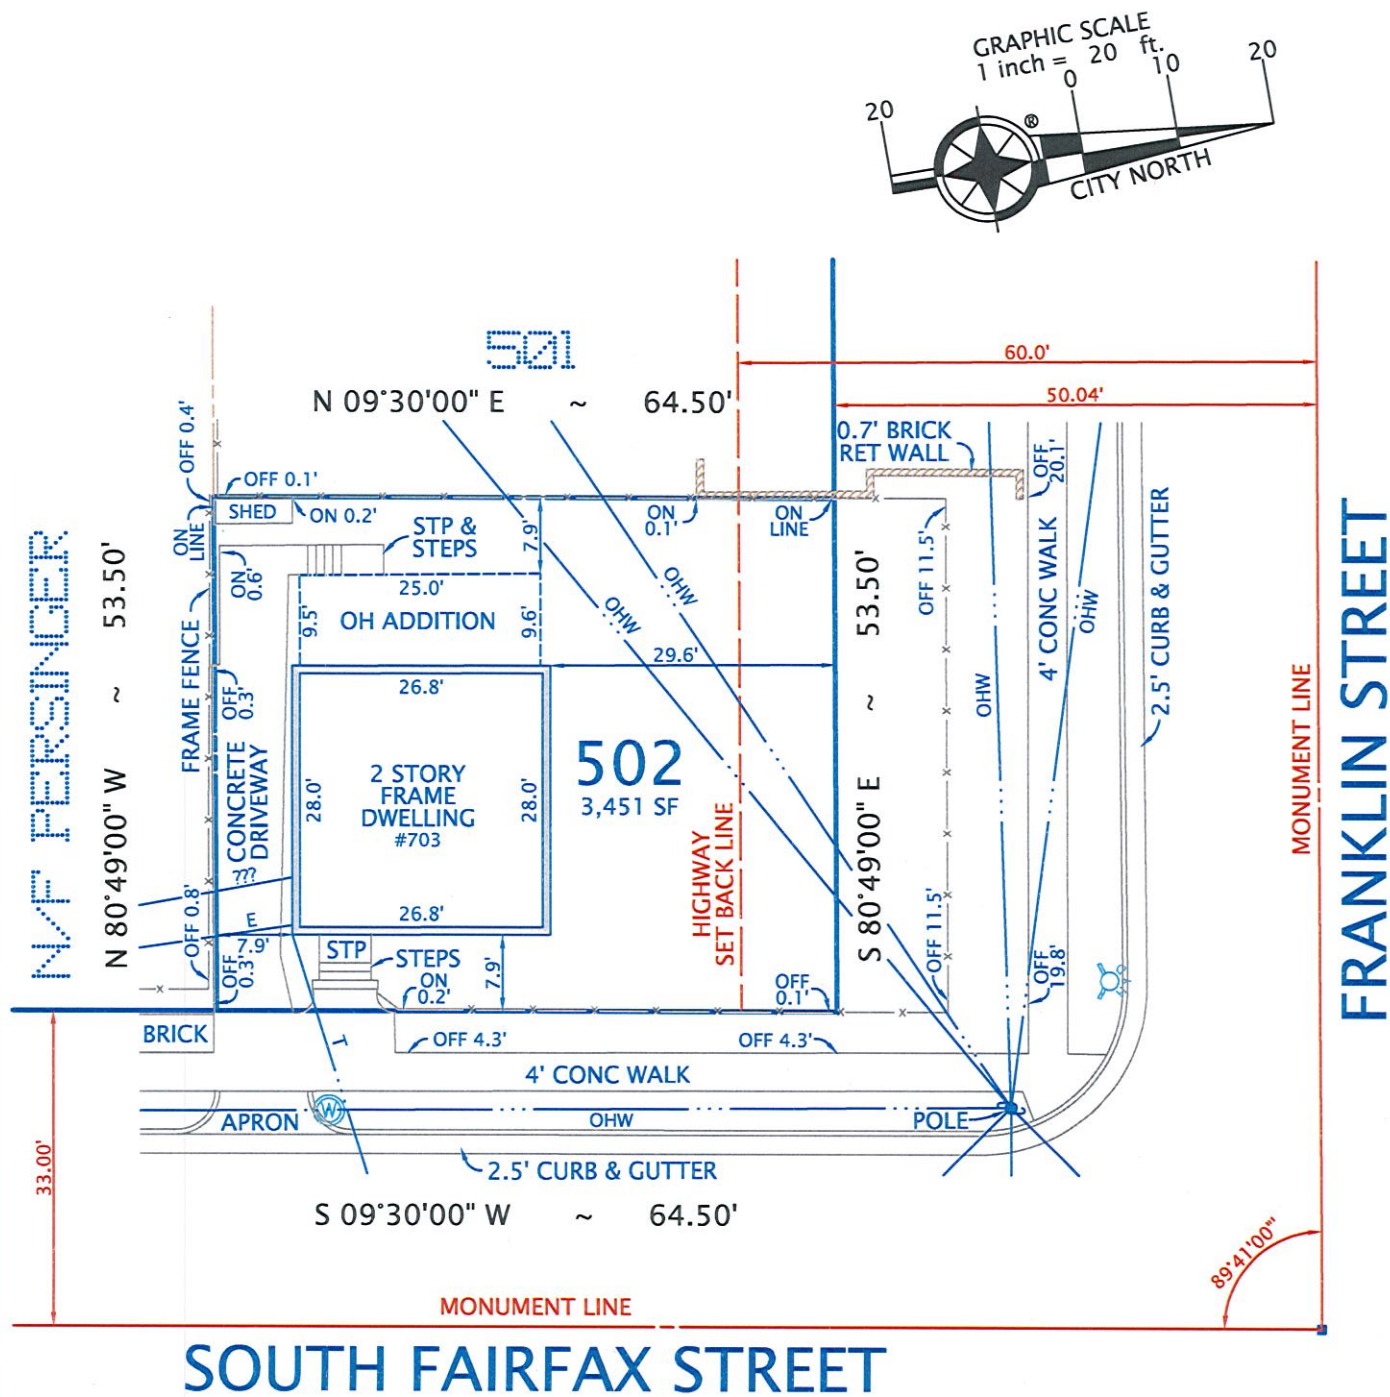 GRAPHIC SCALE
1 inch = 20 ft.
20
0
10
20
®
CITY NORTH
501
N 09°30'00" E ~ 64.50'
60.0'
50.04'
0.7' BRICK
RET WALL
OFF 0.4'
OFF 0.1'
SHED
ON 0.2'
ON
LINE
STP &
STEPS
7.9'
ON
0.1'
ON
LINE
OFF
20.1'
OFF 11.5'
ON
0.6'
25.0'
OH ADDITION
9.5'
9.6'
OHW
OHW
29.6'
N/F PERSINGER
N 80°49'00" W ~ 53.50'
FRAME FENCE
OFF
0.3'
CONCRETE
DRIVEWAY
26.8'
28.0'
28.0'
2 STORY
FRAME
DWELLING
#703
26.8'
502
3,451 SF
HIGHWAY
SET BACK LINE
S 80°49'00" E ~ 53.50'
OHW
OHW
4' CONC WALK
2.5' CURB & GUTTER
MONUMENT LINE
FRANKLIN STREET
???
E
OFF 0.8'
7.9'
OFF
0.3'
STP
STEPS
ON
0.2'
7.9'
OFF
0.1'
OFF 11.5'
OFF
19.8'
BRICK
T
OFF 4.3'
OFF 4.3'
4' CONC WALK
APRON
W
OHW
POLE
2.5' CURB & GUTTER
33.00'
S 09°30'00" W ~ 64.50'
89°41'00"'
MONUMENT LINE
SOUTH FAIRFAX STREET